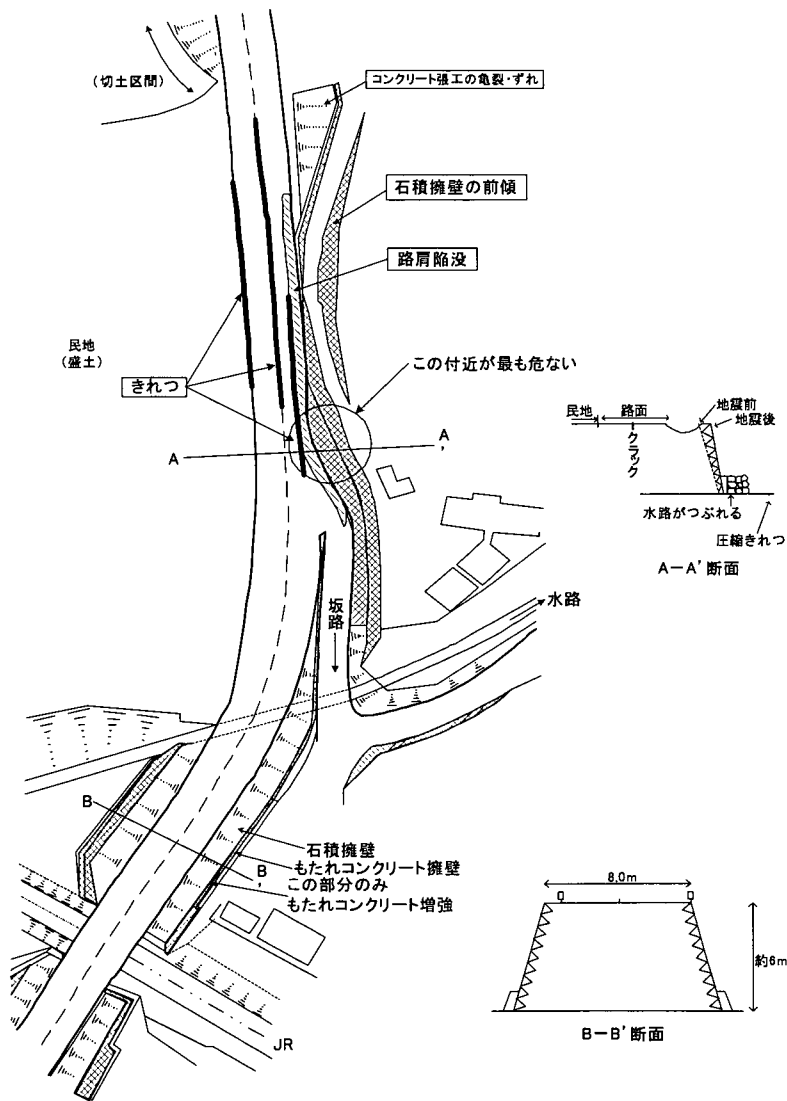 (切土区間)
コンクリート張工の亀裂・ずれ
石積擁壁の前傾
路肩陥没
民地
(盛土)
きれつ
この付近が最も危ない
A
A'
民地
路面
地震前
地震後
クラック
水路がつぶれる
圧縮きれつ
A−A'断面
坂路
水路
B
B'
石積擁壁
もたれコンクリート擁壁
この部分のみ
もたれコンクリート増強
JR
8.0m
約6m
B−B'断面